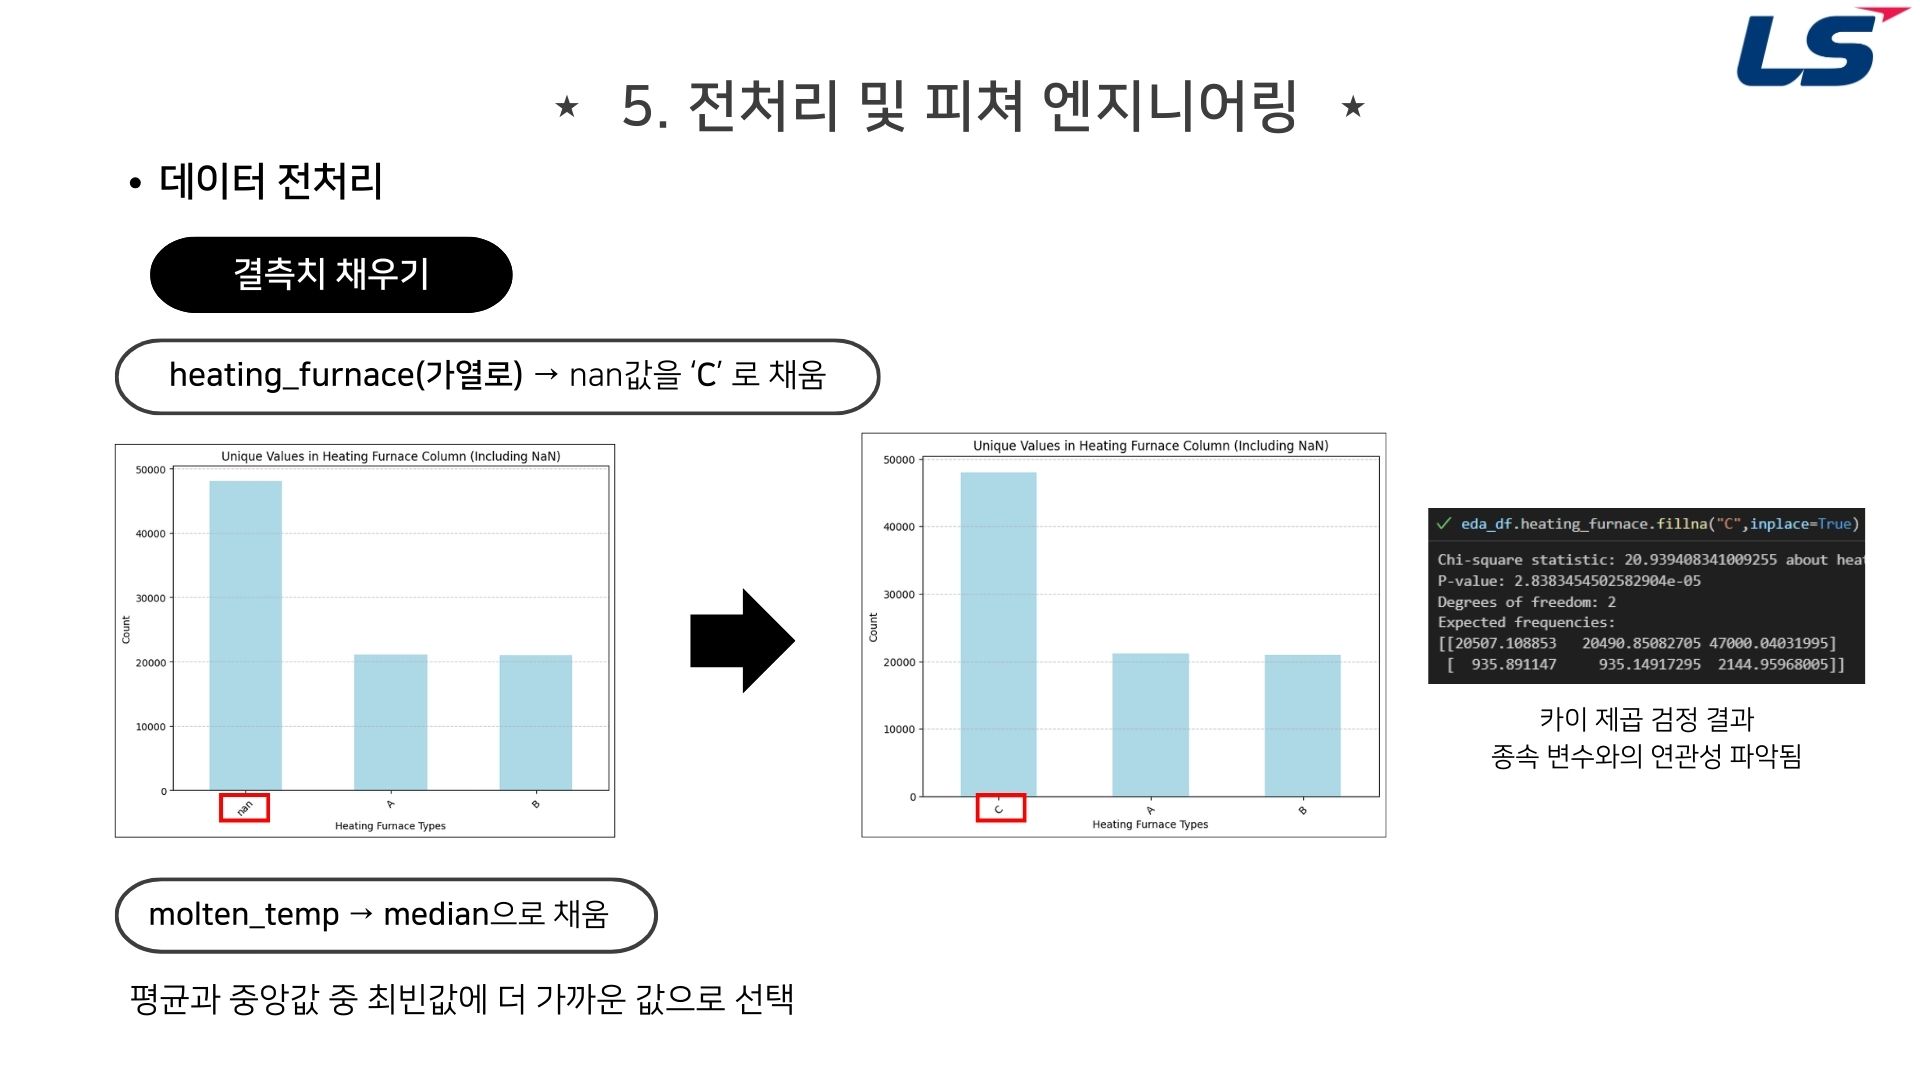 LS
★ 5. 전처리 및 피쳐 엔지니어링 ★
• 데이터 전처리
결측치 채우기
heating_furnace(가열로) → nan값을 ‘C’ 로 채움
Unique Values in Heating Furnace Column (Including NaN)
50000
40000
30000
20000
10000
0
Count
nan
A
B
Heating Furnace Types
Unique Values in Heating Furnace Column (Including NaN)
50000
40000
30000
20000
10000
0
Count
C
A
B
Heating Furnace Types
✓ eda_df.heating_furnace.fillna("C",inplace=True)
Chi-square statistic: 20.939408341009255 about heat
P-value: 2.8383454502582904e-05
Degrees of freedom: 2
Expected frequencies:
[[20507.108853 20490.85082705 47000.04031995]
[ 935.891147 935.14917295 2144.95968005]]
카이 제곱 검정 결과
종속 변수와의 연관성 파악됨
molten_temp → median으로 채움
평균과 중앙값 중 최빈값에 더 가까운 값으로 선택